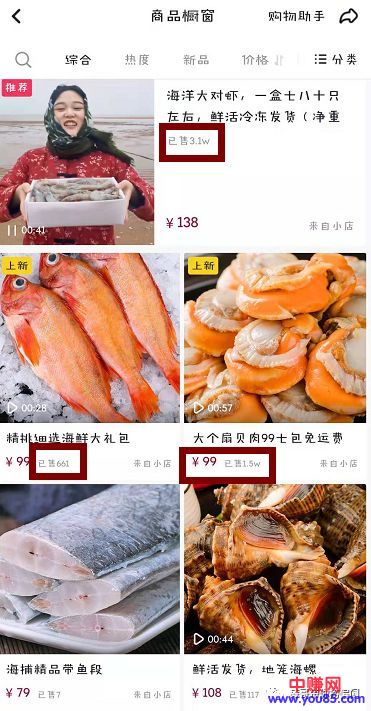 商品橱窗
购物助手
综合
热度
新品
价格
分类
推荐
00:41
海洋大对虾，一盒七八十只
左右，鲜活冷冻发货（净重
已售3.1w
¥ 138
来自小店
上新
00:28
上新
00:57
精挑细选海鲜大礼包
¥ 99
已售661
来自小店
大个扇贝肉99七包免运费
¥ 99
已售1.5w
来自小店
00:44
海捕精品带鱼段
¥ 79
已售7
来自小店
鲜活发货，地笼海螺
¥ 108
已售117
中赚网
www.you85.com